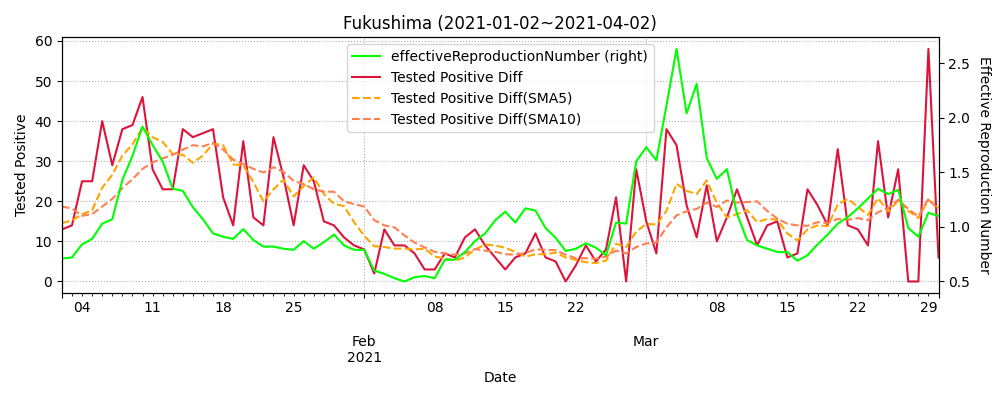 Fukushima (2021-01-02~2021-04-02)
effectiveReproductionNumber (right)
Tested Positive Diff
Tested Positive Diff(SMA5)
Tested Positive Diff(SMA10)
Tested Positive
60
50
40
30
20
10
0
2.5
2.0
1.5
1.0
0.5
Effective Reproduction Number
04 11 18 25 08 15 22 08 15 22 29
Feb Mar
2021
Date